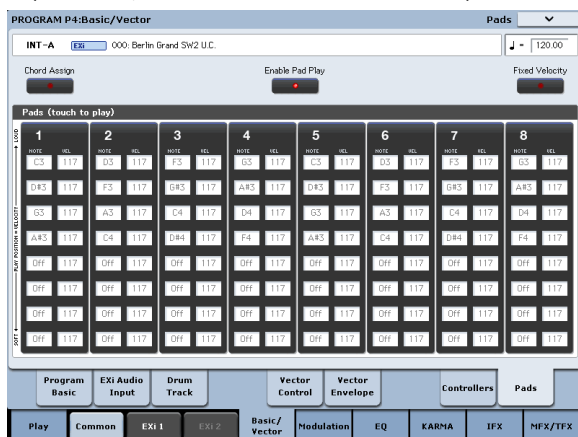 PROGRAM P4:Basic/Vector Pads
INT-A EXi 000: Berlin Grand SW2 U.C. ♩ = 120.00
Chord Assign Enable Pad Play Fixed Velocity
Pads (touch to play)
1 2 3 4 5 6 7 8
NOTE VEL NOTE VEL NOTE VEL NOTE VEL NOTE VEL NOTE VEL NOTE VEL NOTE VEL
C3 117 D3 117 F3 117 G3 117 C3 117 D3 117 F3 117 G3 117
D#3 117 F3 117 G#3 117 A#3 117 D#3 117 F3 117 G#3 117 A#3 117
G3 117 A3 117 C4 117 D4 117 G3 117 A3 117 C4 117 D4 117
A#3 117 C4 117 D#4 117 F4 117 A#3 117 C4 117 D#4 117 F4 117
Off 117 Off 117 Off 117 Off 117 Off 117 Off 117 Off 117 Off 117
Off 117 Off 117 Off 117 Off 117 Off 117 Off 117 Off 117 Off 117
Off 117 Off 117 Off 117 Off 117 Off 117 Off 117 Off 117 Off 117
Off 117 Off 117 Off 117 Off 117 Off 117 Off 117 Off 117 Off 117
SOFT ← PLAY POSITION = VELOCITY → LOUD
Program EXi Audio Drum Vector Vector Controllers Pads
Basic Input Track Control Envelope
Play Common EXi 1 EXi 2 Basic/ Modulation EQ KARMA IFX MFX/TFX
Vector